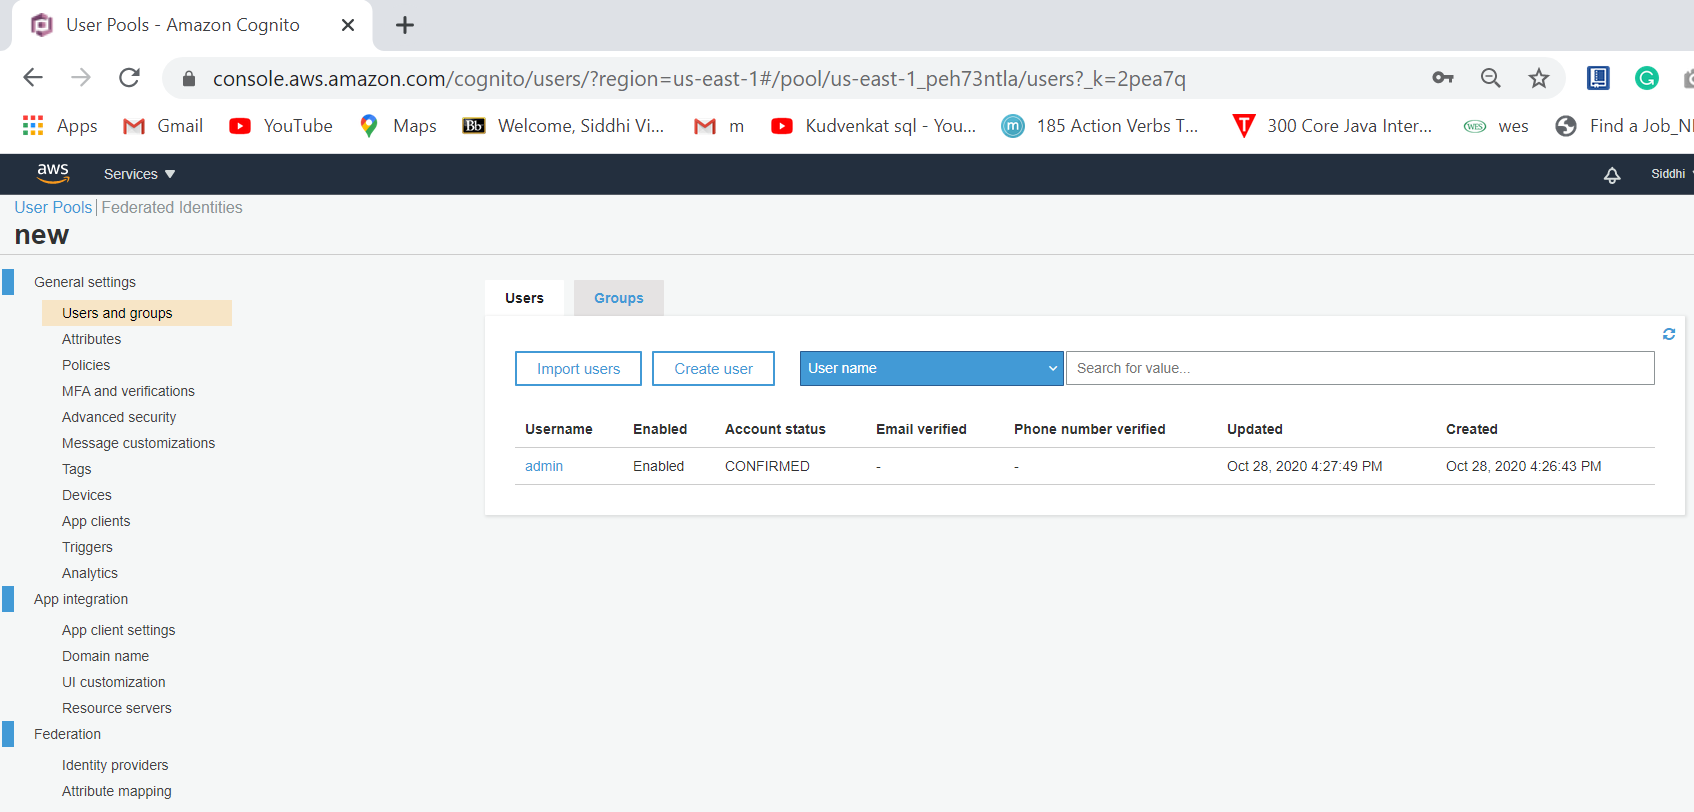 User Pools - Amazon Cognito
console.aws.amazon.com/cognito/users/?region=us-east-1#/pool/us-east-1_peh73ntla/users?_k=2pea7q
Apps Gmail YouTube Maps Bb Welcome, Siddhi Vi... m Kudvenkat sql - You... m 185 Action Verbs T... T 300 Core Java Inter... WES wes Find a Job_NI
aws Services Siddhi
User Pools Federated Identities
new
General settings
Users and groups
Attributes
Policies
MFA and verifications
Advanced security
Message customizations
Tags
Devices
App clients
Triggers
Analytics
App integration
App client settings
Domain name
UI customization
Resource servers
Federation
Identity providers
Attribute mapping
Users Groups
Import users Create user User name Search for value...
Username Enabled Account status Email verified Phone number verified Updated Created
admin Enabled CONFIRMED - - Oct 28, 2020 4:27:49 PM Oct 28, 2020 4:26:43 PM